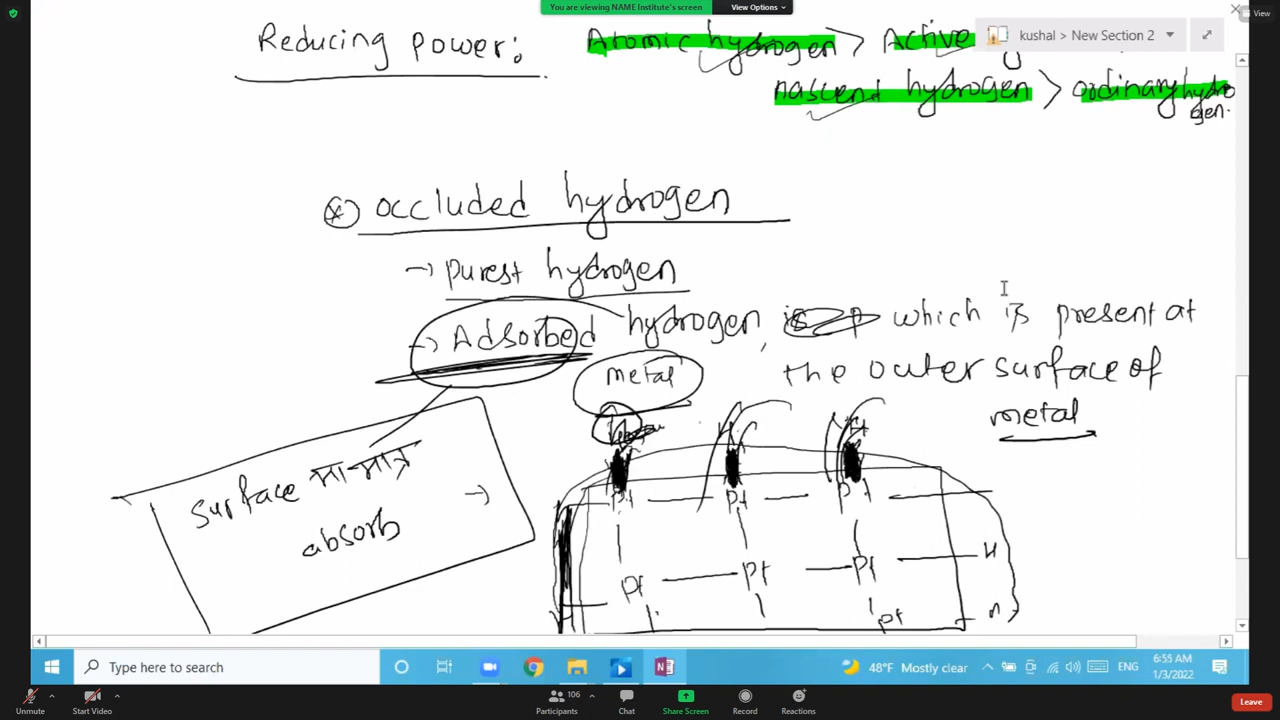 You are viewing NAME Institute's screen
View Options
View
kushal > New Section 2
Reducing power:
Atomic hydrogen > Active
nascent hydrogen > ordinary hydro
gen.
occluded hydrogen
→ purest hydrogen
→ Adsorbed hydrogen, which is present at
the outer surface of
metal
metal
surface मा-मात्र
absorb
→
H
Pt Pt Pt
Pt Pt Pt H
pt
Type here to search
48°F Mostly clear
ENG
6:55 AM
1/3/2022
Unmute
Start Video
106
Participants
Chat
Share Screen
Record
Reactions
Leave